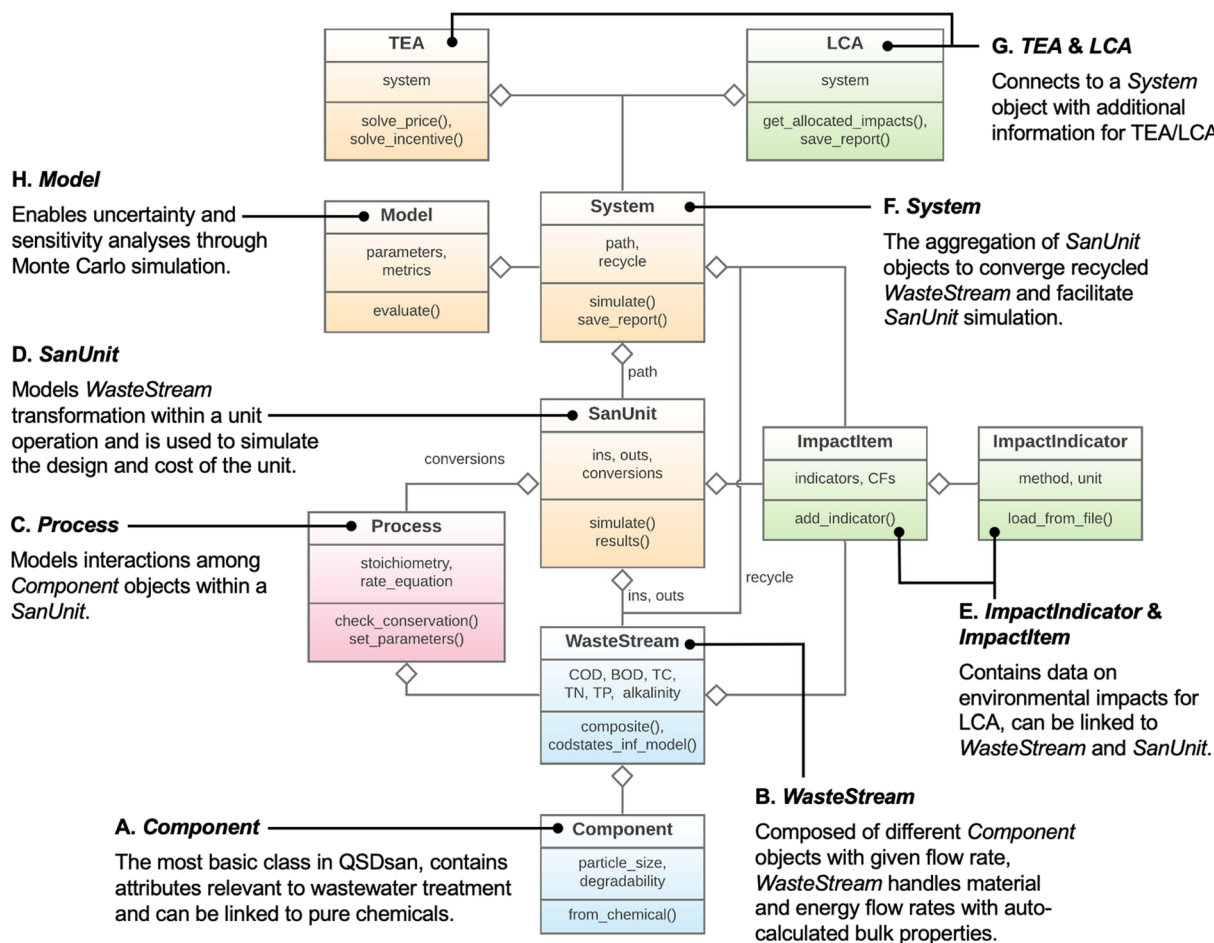 TEA
system
solve_price(),
solve_incentive()
LCA
system
get_allocated_impacts(),
save_report()
G. TEA & LCA
Connects to a System
object with additional
information for TEA/LCA
H. Model
Enables uncertainty and
sensitivity analyses through
Monte Carlo simulation.
Model
parameters,
metrics
evaluate()
System
path,
recycle
simulate()
save_report()
F. System
The aggregation of SanUnit
objects to converge recycled
WasteStream and facilitate
SanUnit simulation.
path
D. SanUnit
Models WasteStream
transformation within a unit
operation and is used to simulate
the design and cost of the unit.
SanUnit
ins, outs,
conversions
simulate()
results()
conversions
ImpactItem
indicators, CFs
add_indicator()
ImpactIndicator
method, unit
load_from_file()
C. Process
Models interactions among
Component objects within a
SanUnit.
Process
stoichiometry,
rate_equation
check_conservation()
set_parameters()
ins, outs
recycle
E. ImpactIndicator &
ImpactItem
Contains data on
environmental impacts for
LCA, can be linked to
WasteStream and SanUnit.
WasteStream
COD, BOD, TC,
TN, TP, alkalinity
composite(),
codstates_inf_model()
B. WasteStream
Composed of different Component
objects with given flow rate,
WasteStream handles material
and energy flow rates with auto-
calculated bulk properties.
A. Component
The most basic class in QSDsan, contains
attributes relevant to wastewater treatment
and can be linked to pure chemicals.
Component
particle_size,
degradability
from_chemical()